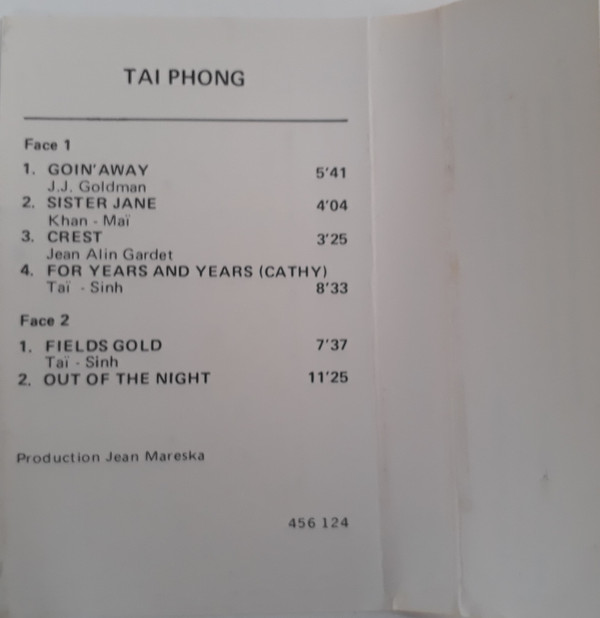 TAI PHONG
Face 1
1. GOIN'AWAY 5'41
J.J. Goldman
2. SISTER JANE 4'04
Khan - Maï
3. CREST 3'25
Jean Alin Gardet
4. FOR YEARS AND YEARS (CATHY)
Taï - Sinh 8'33
Face 2
1. FIELDS GOLD 7'37
Taï - Sinh
2. OUT OF THE NIGHT 11'25
Production Jean Mareska
456 124